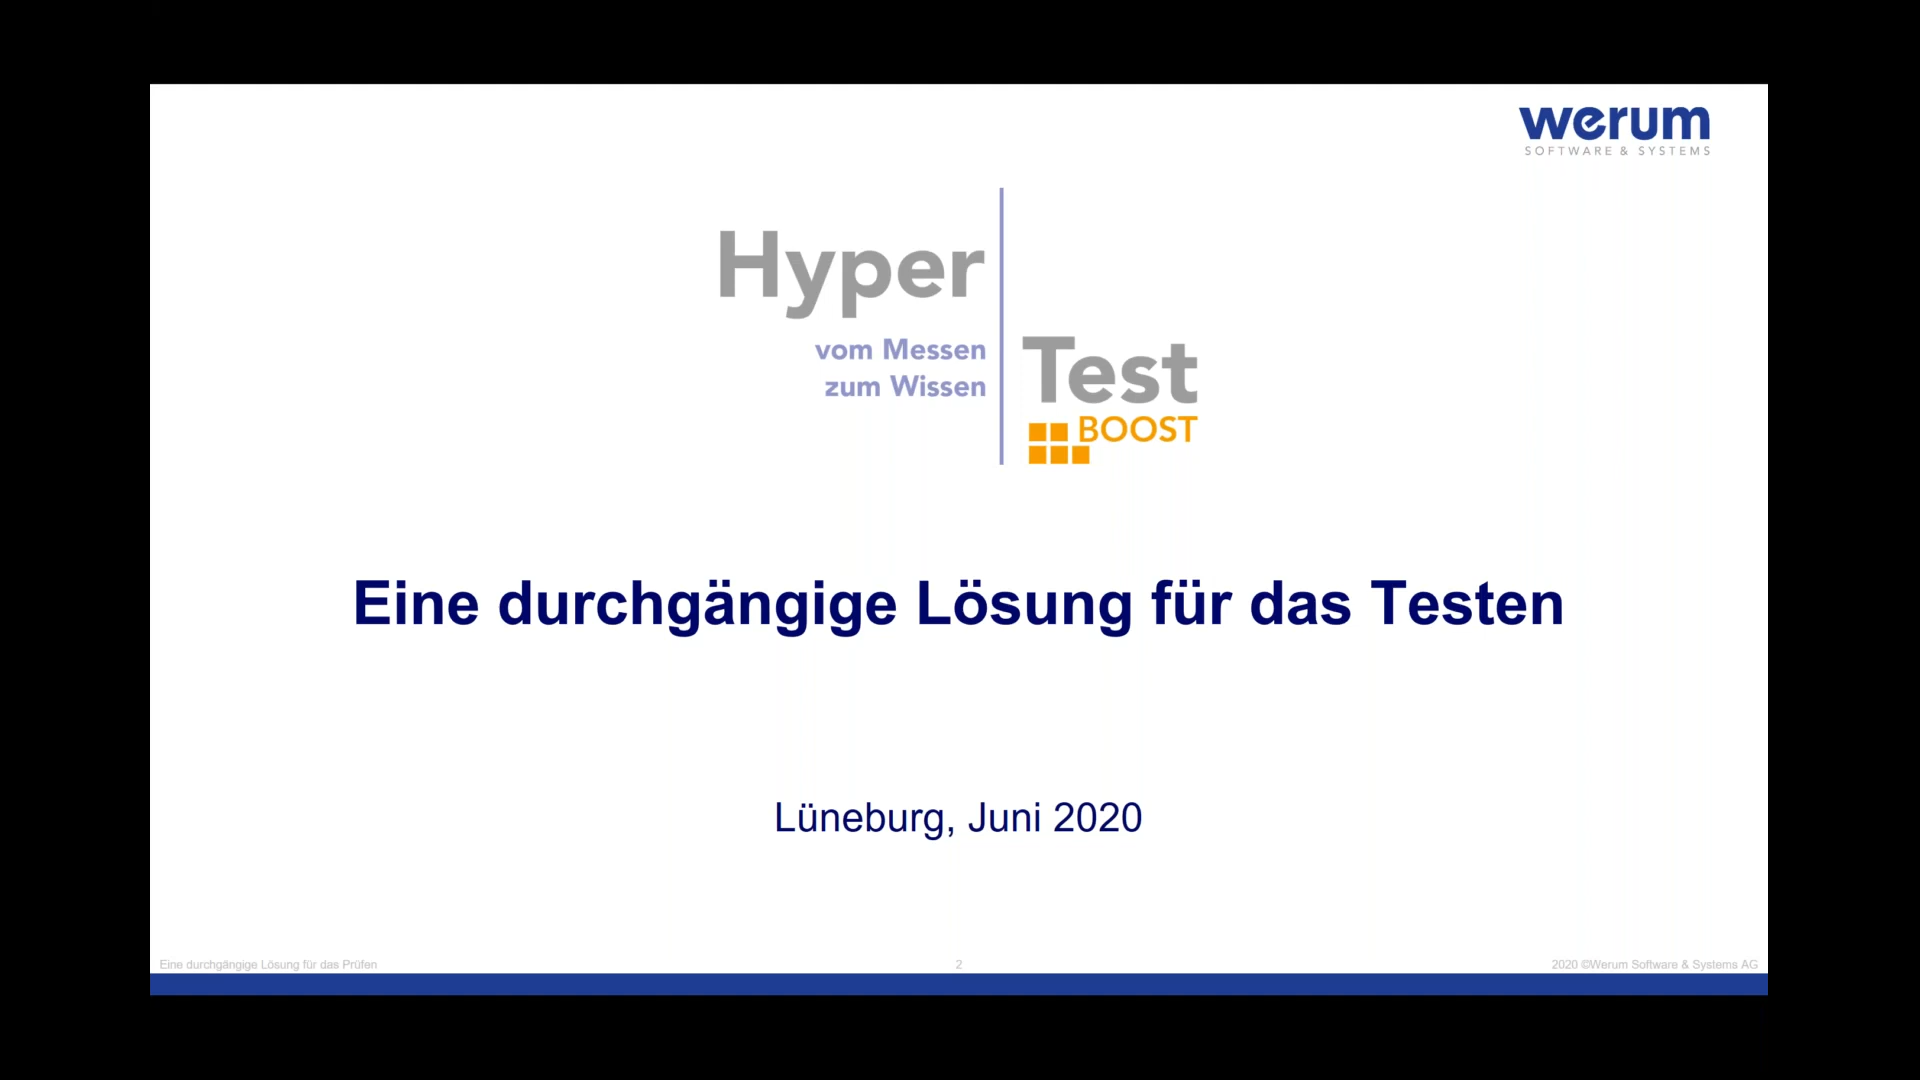 werum
SOFTWARE & SYSTEMS
Hyper
vom Messen
zum Wissen
Test
BOOST
Eine durchgängige Lösung für das Testen
Lüneburg, Juni 2020
Eine durchgängige Lösung für das Prüfen
2
2020 ©Werum Software & Systems AG